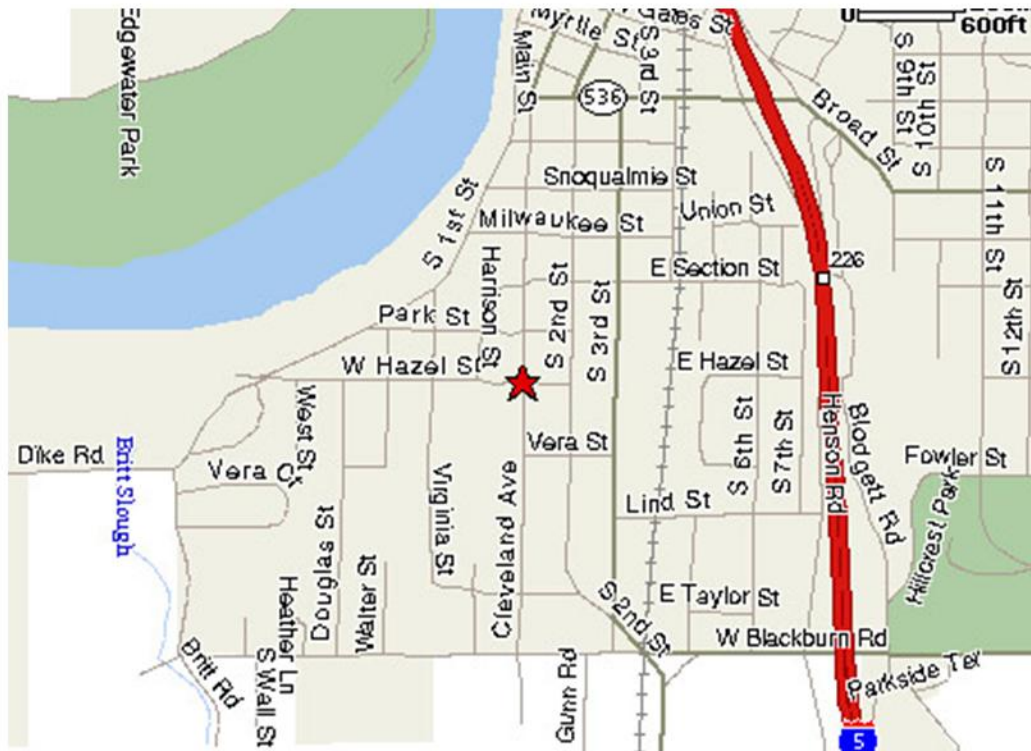 Edgewater Park
Myrtle St
Gates St
600ft
Main St
S 3rd St
536
S 9th St
S 10th St
Broad St
S 11th St
S 12th St
Snoqualmie St
S 1st St
Milwaukee St
Union St
Harrison St
E Section St
226
S 2nd St
S 3rd St
Park St
W Hazel St
E Hazel St
West St
Henson Rd
Blodgett Rd
Dike Rd
Britt Slough
Vera Ct
Vera St
S 6th St
S 7th St
Fowler St
Virginia St
Cleveland Ave
Lind St
Hillcrest Park
Douglas St
Walter St
Heather Ln
S 2nd St
E Taylor St
W Blackburn Rd
Britt Rd
S Wall St
Gunn Rd
Parkside Ter
5